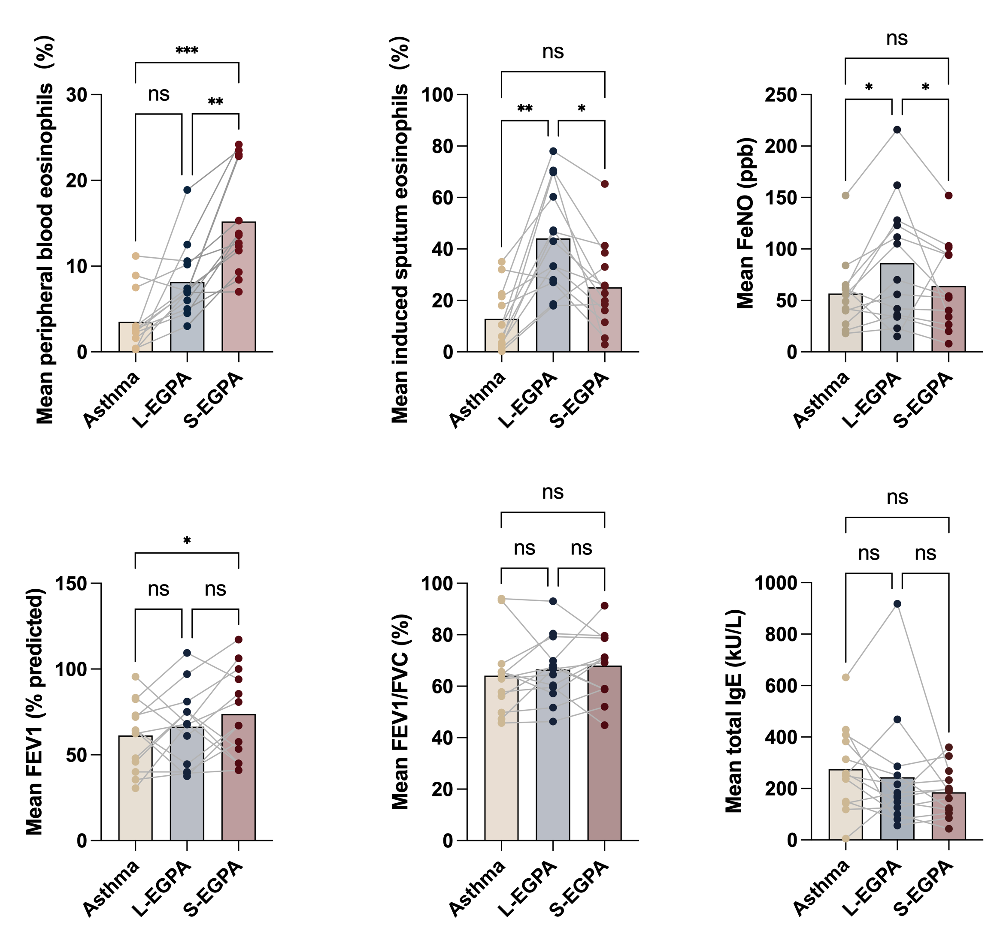 Mean peripheral blood eosinophils (%)
***
ns
**
30
20
10
0
Asthma
L-EGPA
S-EGPA
Mean induced sputum eosinophils (%)
ns
**
*
100
80
60
40
20
0
Asthma
L-EGPA
S-EGPA
Mean FeNO (ppb)
ns
*
*
250
200
150
100
50
0
Asthma
L-EGPA
S-EGPA
Mean FEV1 (% predicted)
*
ns
ns
150
100
50
0
Asthma
L-EGPA
S-EGPA
Mean FEV1/FVC (%)
ns
ns
ns
100
80
60
40
20
0
Asthma
L-EGPA
S-EGPA
Mean total IgE (kU/L)
ns
ns
ns
1000
800
600
400
200
0
Asthma
L-EGPA
S-EGPA